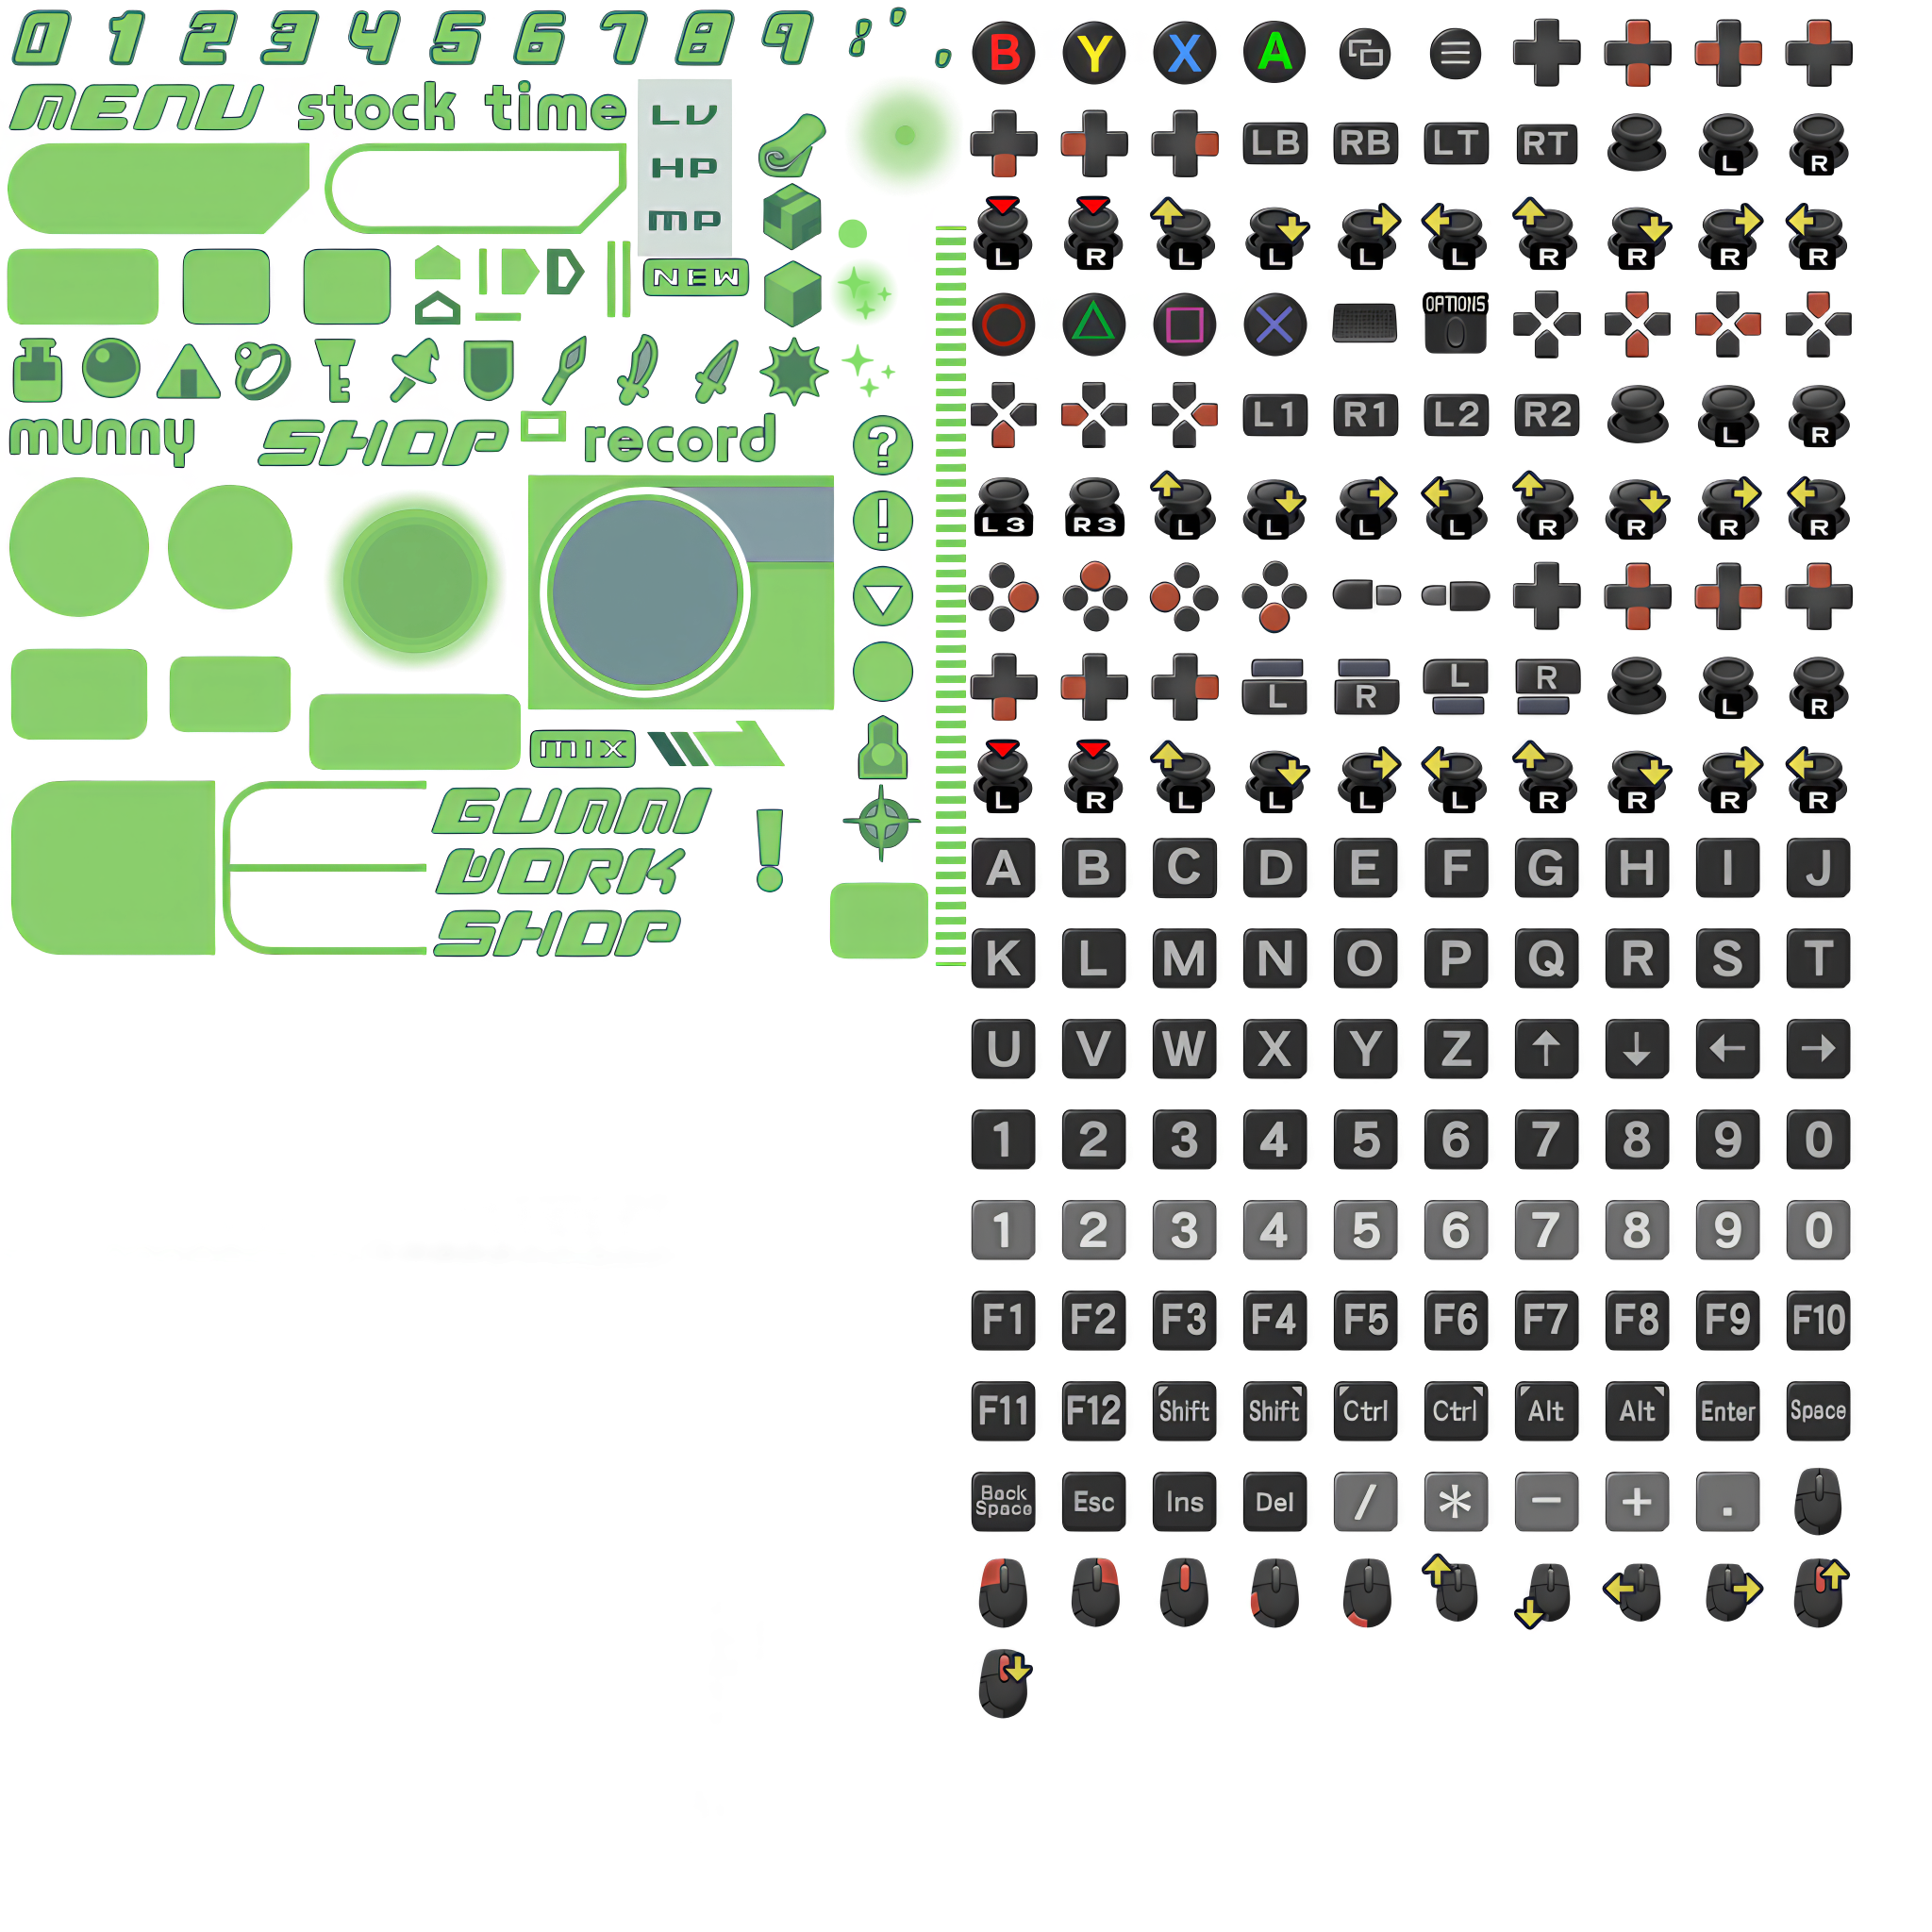 0 1 2 3 4 5 6 7 8 9 : ' ,
MENU stock time
LV
HP
MP
NEW
munny SHOP record
?
!
MIX
GUMMI
WORK
SHOP
!
B Y X A
LB RB LT RT L R
L R L L L L R R R R
OPTIONS
L1 R1 L2 R2 L R
L3 R3 L L L L R R R R
L R L R L R
L R L L L L R R R R
A B C D E F G H I J
K L M N O P Q R S T
U V W X Y Z ↑ ↓ ← →
1 2 3 4 5 6 7 8 9 0
1 2 3 4 5 6 7 8 9 0
F1 F2 F3 F4 F5 F6 F7 F8 F9 F10
F11 F12 Shift Shift Ctrl Ctrl Alt Alt Enter Space
Back Space Esc Ins Del / * - + .